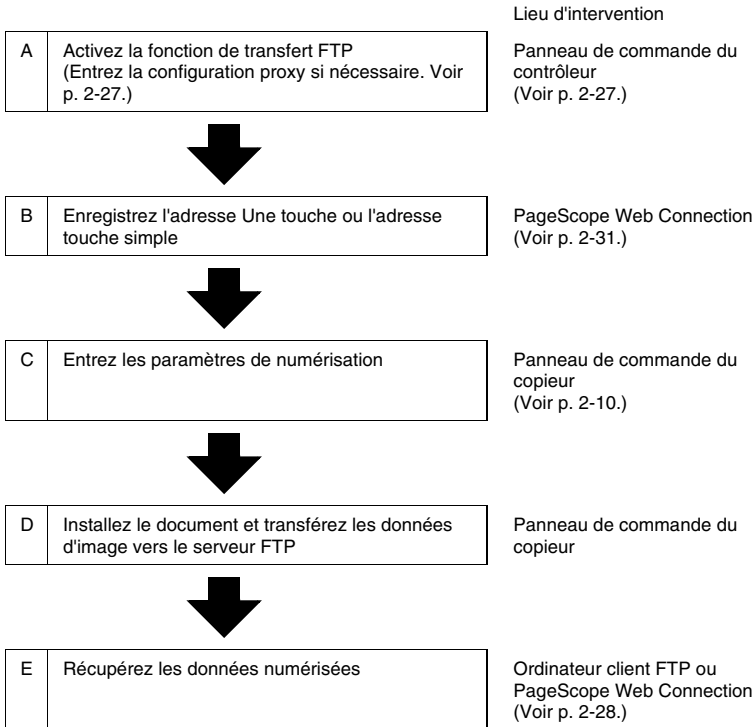 Lieu d'intervention
A
Activez la fonction de transfert FTP
(Entrez la configuration proxy si nécessaire. Voir
p. 2-27.)
Panneau de commande du
contrôleur
(Voir p. 2-27.)
B
Enregistrez l'adresse Une touche ou l'adresse
touche simple
PageScope Web Connection
(Voir p. 2-31.)
C
Entrez les paramètres de numérisation
Panneau de commande du
copieur
(Voir p. 2-10.)
D
Installez le document et transférez les données
d'image vers le serveur FTP
Panneau de commande du
copieur
E
Récupérez les données numérisées
Ordinateur client FTP ou
PageScope Web Connection
(Voir p. 2-28.)